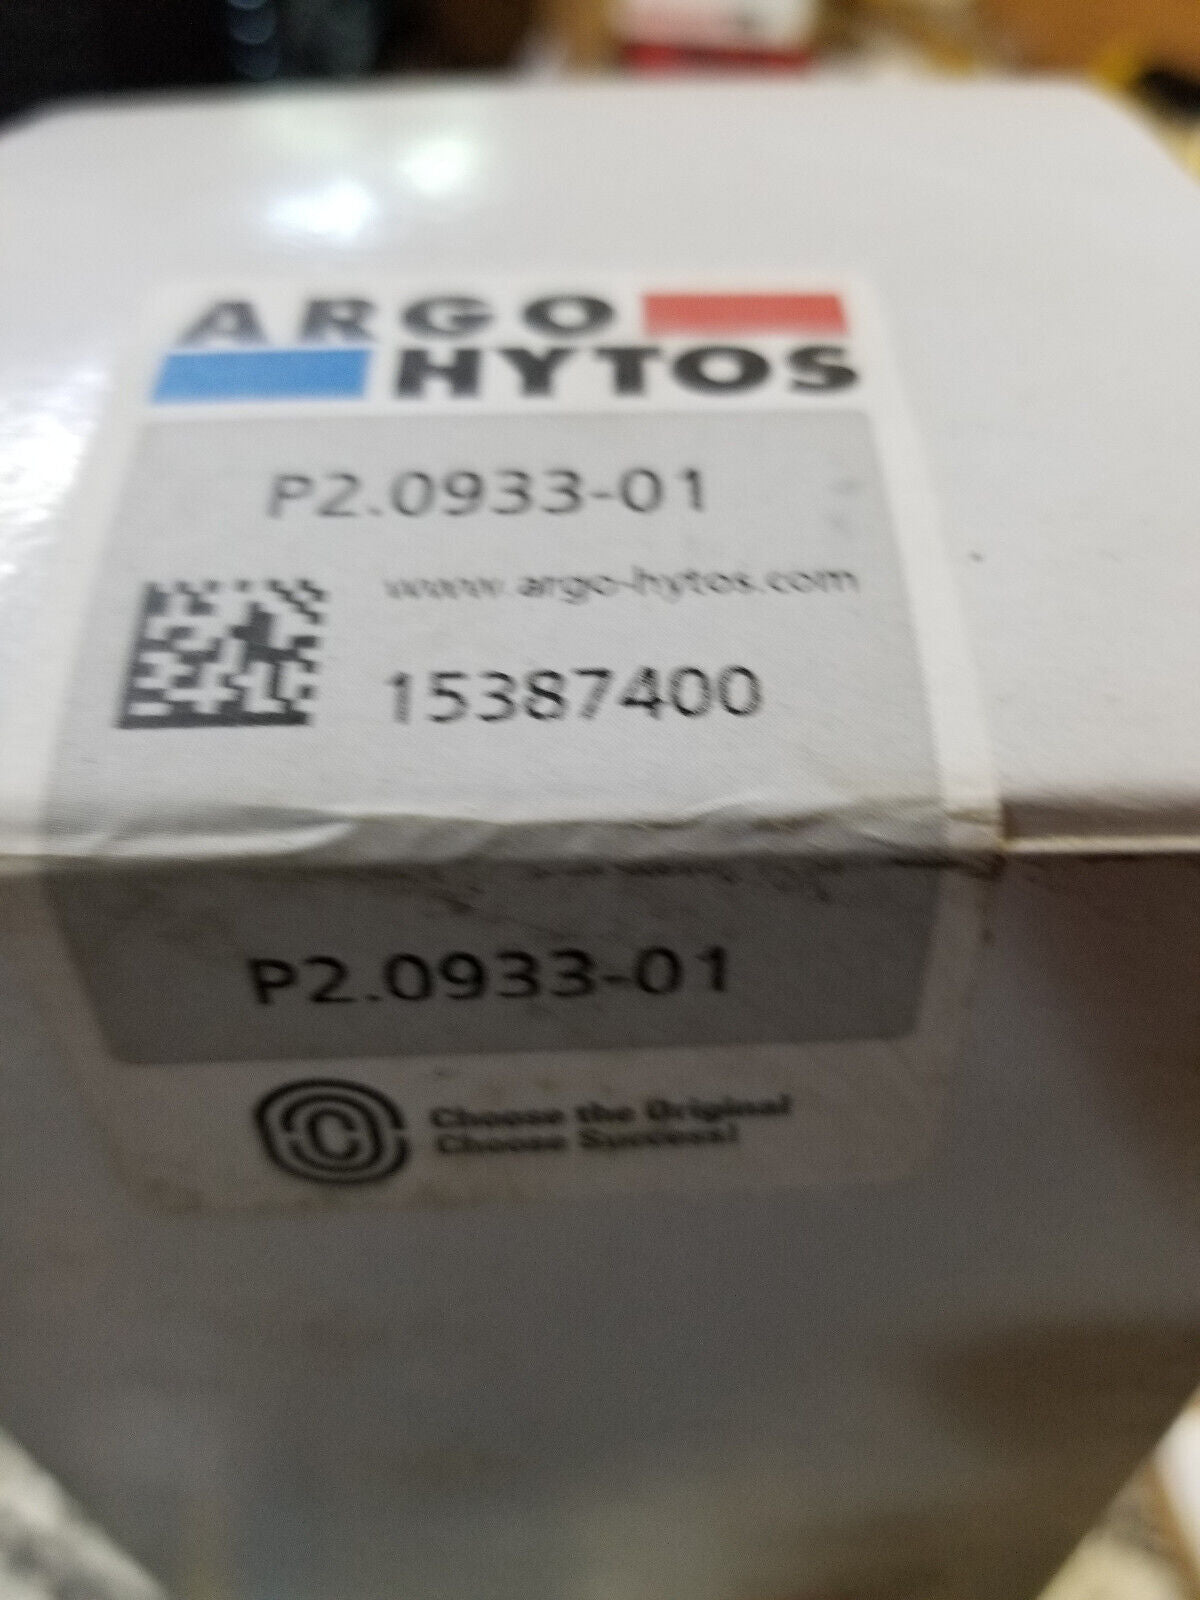 ARGO
HYTOS
P2.0933-01
www.argo-hytos.com
15387400
P2.0933-01
Choose the Original
Choose Success!